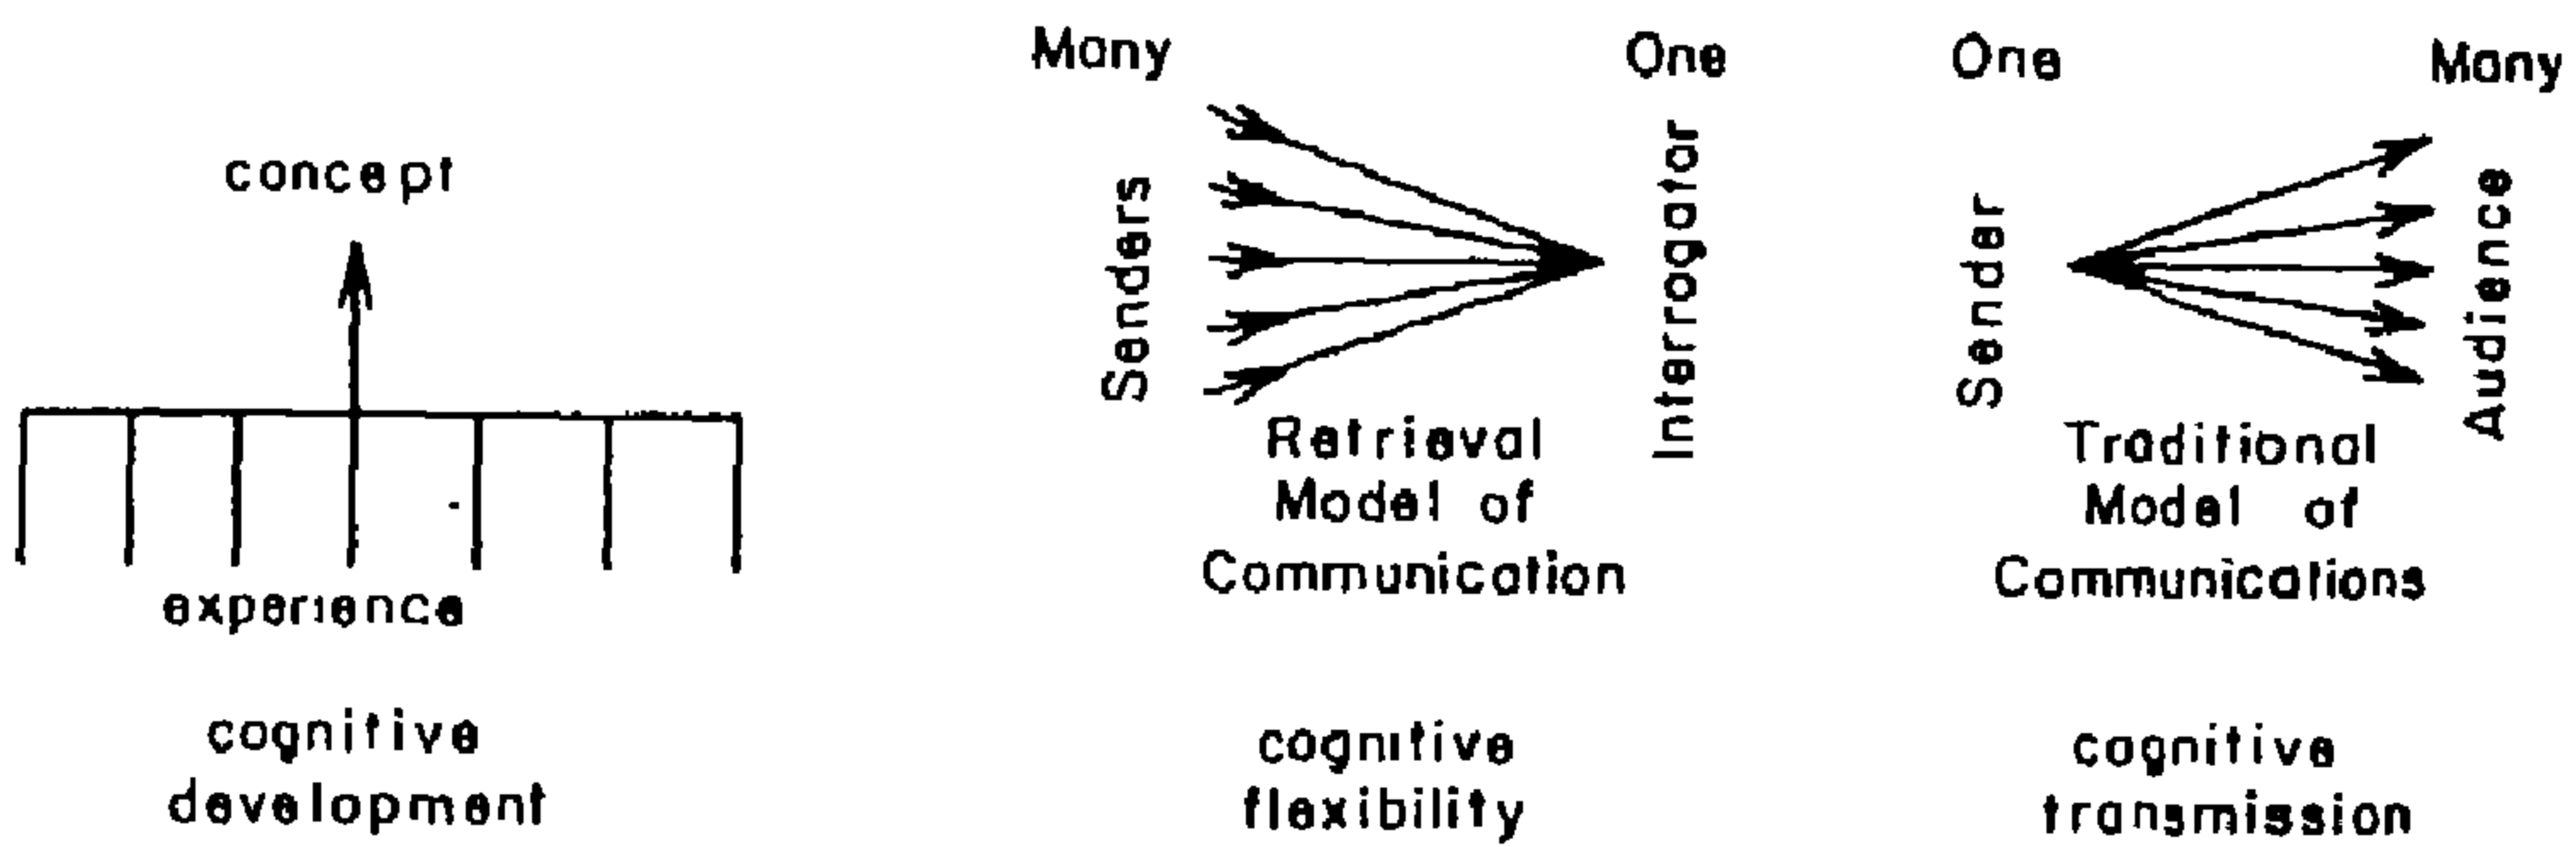 concept
experience
cognitive
development
Many
One
Senders
Interrogator
Retrieval
Model of
Communication
cognitive
flexibility
One
Many
Sender
Audience
Traditional
Model of
Communications
cognitive
transmission